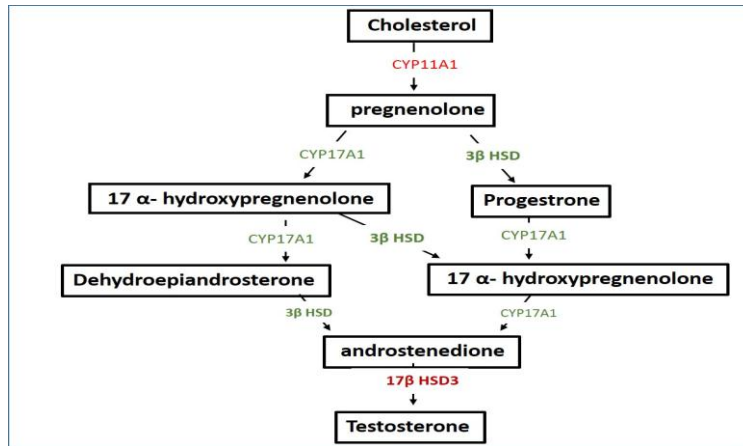 Cholesterol
CYP11A1
pregnenolone
CYP17A1
3β HSD
17 α- hydroxypregnenolone
Progestrone
CYP17A1
3β HSD
CYP17A1
Dehydroepiandrosterone
17 α- hydroxypregnenolone
3β HSD
CYP17A1
androstenedione
17β HSD3
Testosterone